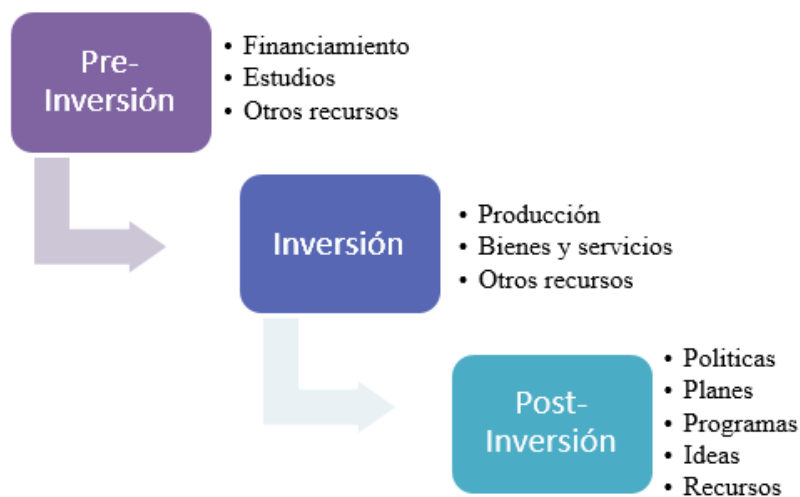 Pre-
Inversión
• Financiamiento
• Estudios
• Otros recursos
Inversión
• Producción
• Bienes y servicios
• Otros recursos
Post-
Inversión
• Politicas
• Planes
• Programas
• Ideas
• Recursos